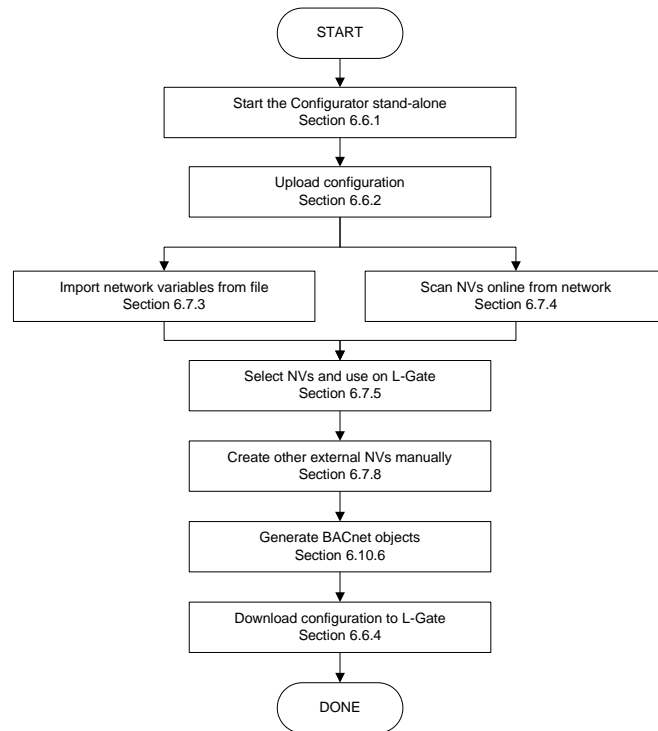 START
Start the Configurator stand-alone
Section 6.6.1
Upload configuration
Section 6.6.2
Import network variables from file
Section 6.7.3
Scan NVs online from network
Section 6.7.4
Select NVs and use on L-Gate
Section 6.7.5
Create other external NVs manually
Section 6.7.8
Generate BACnet objects
Section 6.10.6
Download configuration to L-Gate
Section 6.6.4
DONE